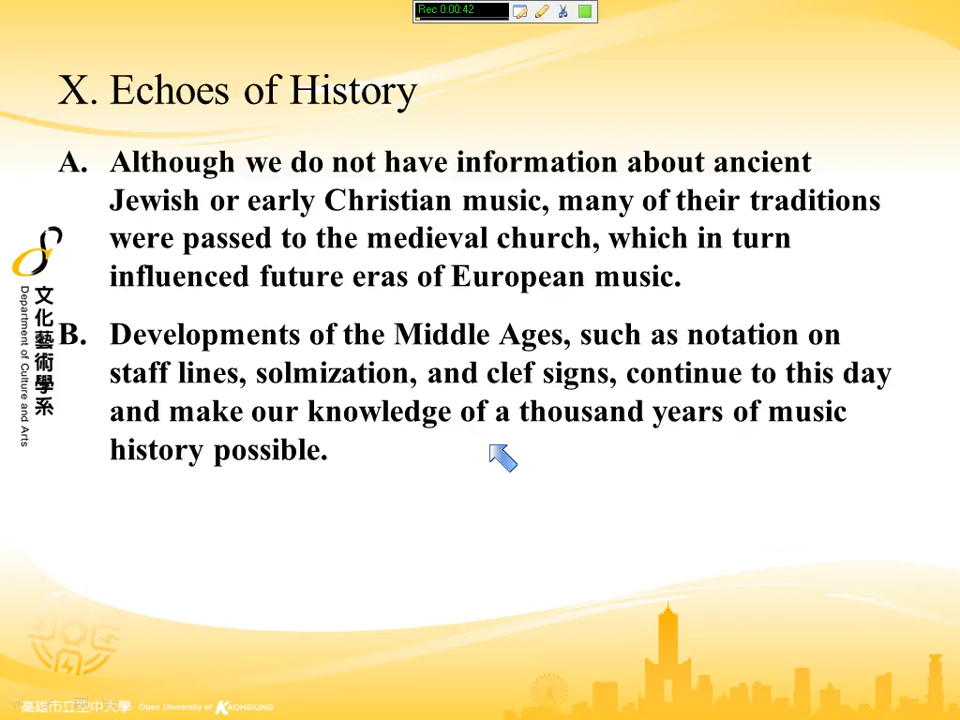 Rec 0:00:42
X. Echoes of History
A. Although we do not have information about ancient
Jewish or early Christian music, many of their traditions
were passed to the medieval church, which in turn
influenced future eras of European music.
B. Developments of the Middle Ages, such as notation on
staff lines, solmization, and clef signs, continue to this day
and make our knowledge of a thousand years of music
history possible.
文化藝術學系
Department of Culture and Arts
高雄市立空中大學 Open University of KAOHSIUNG